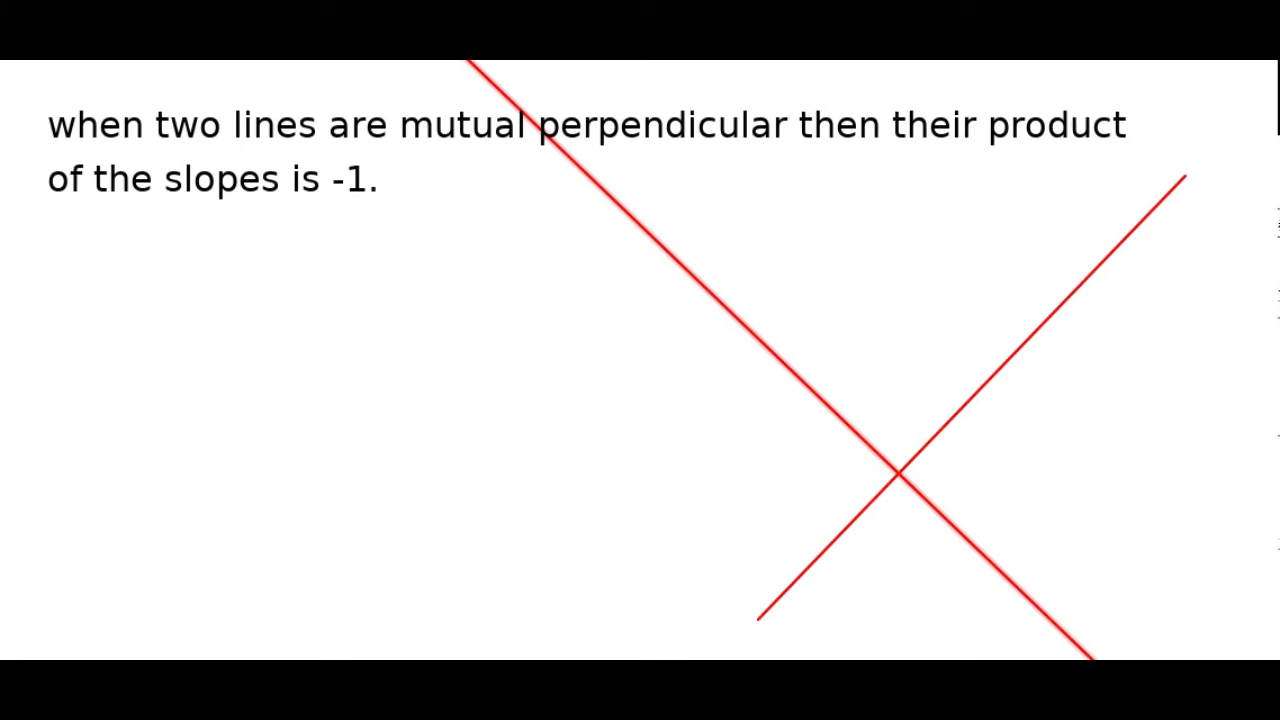 when two lines are mutual perpendicular then their product
of the slopes is -1.